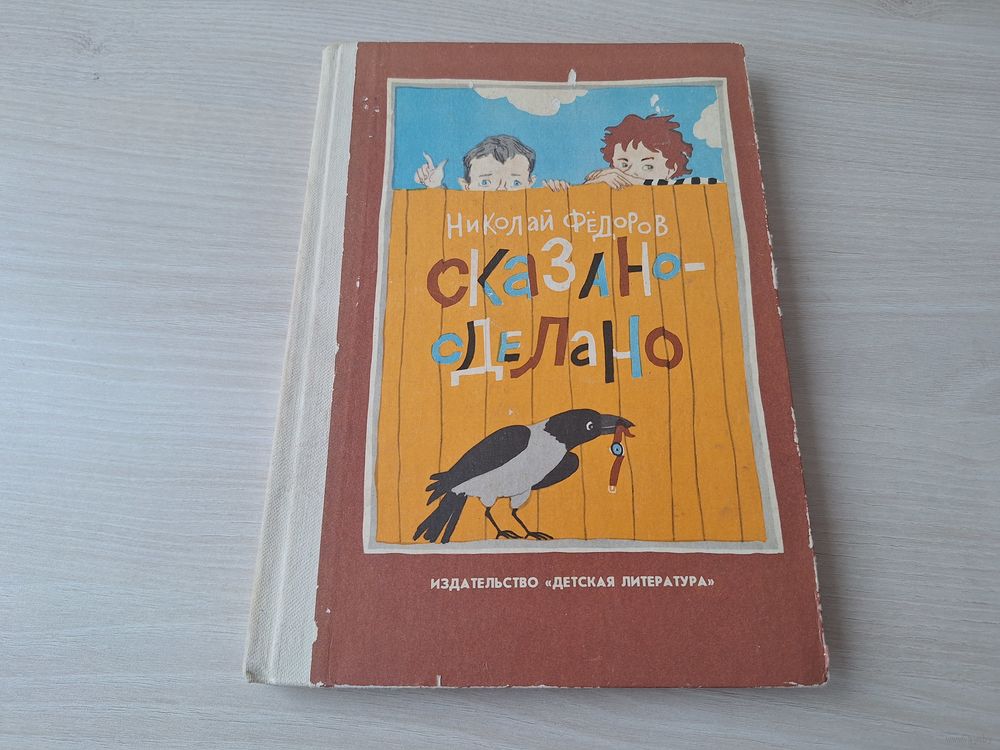 Николай Фёдоров
Сказано-
сделано
ИЗДАТЕЛЬСТВО «ДЕТСКАЯ ЛИТЕРАТУРА»